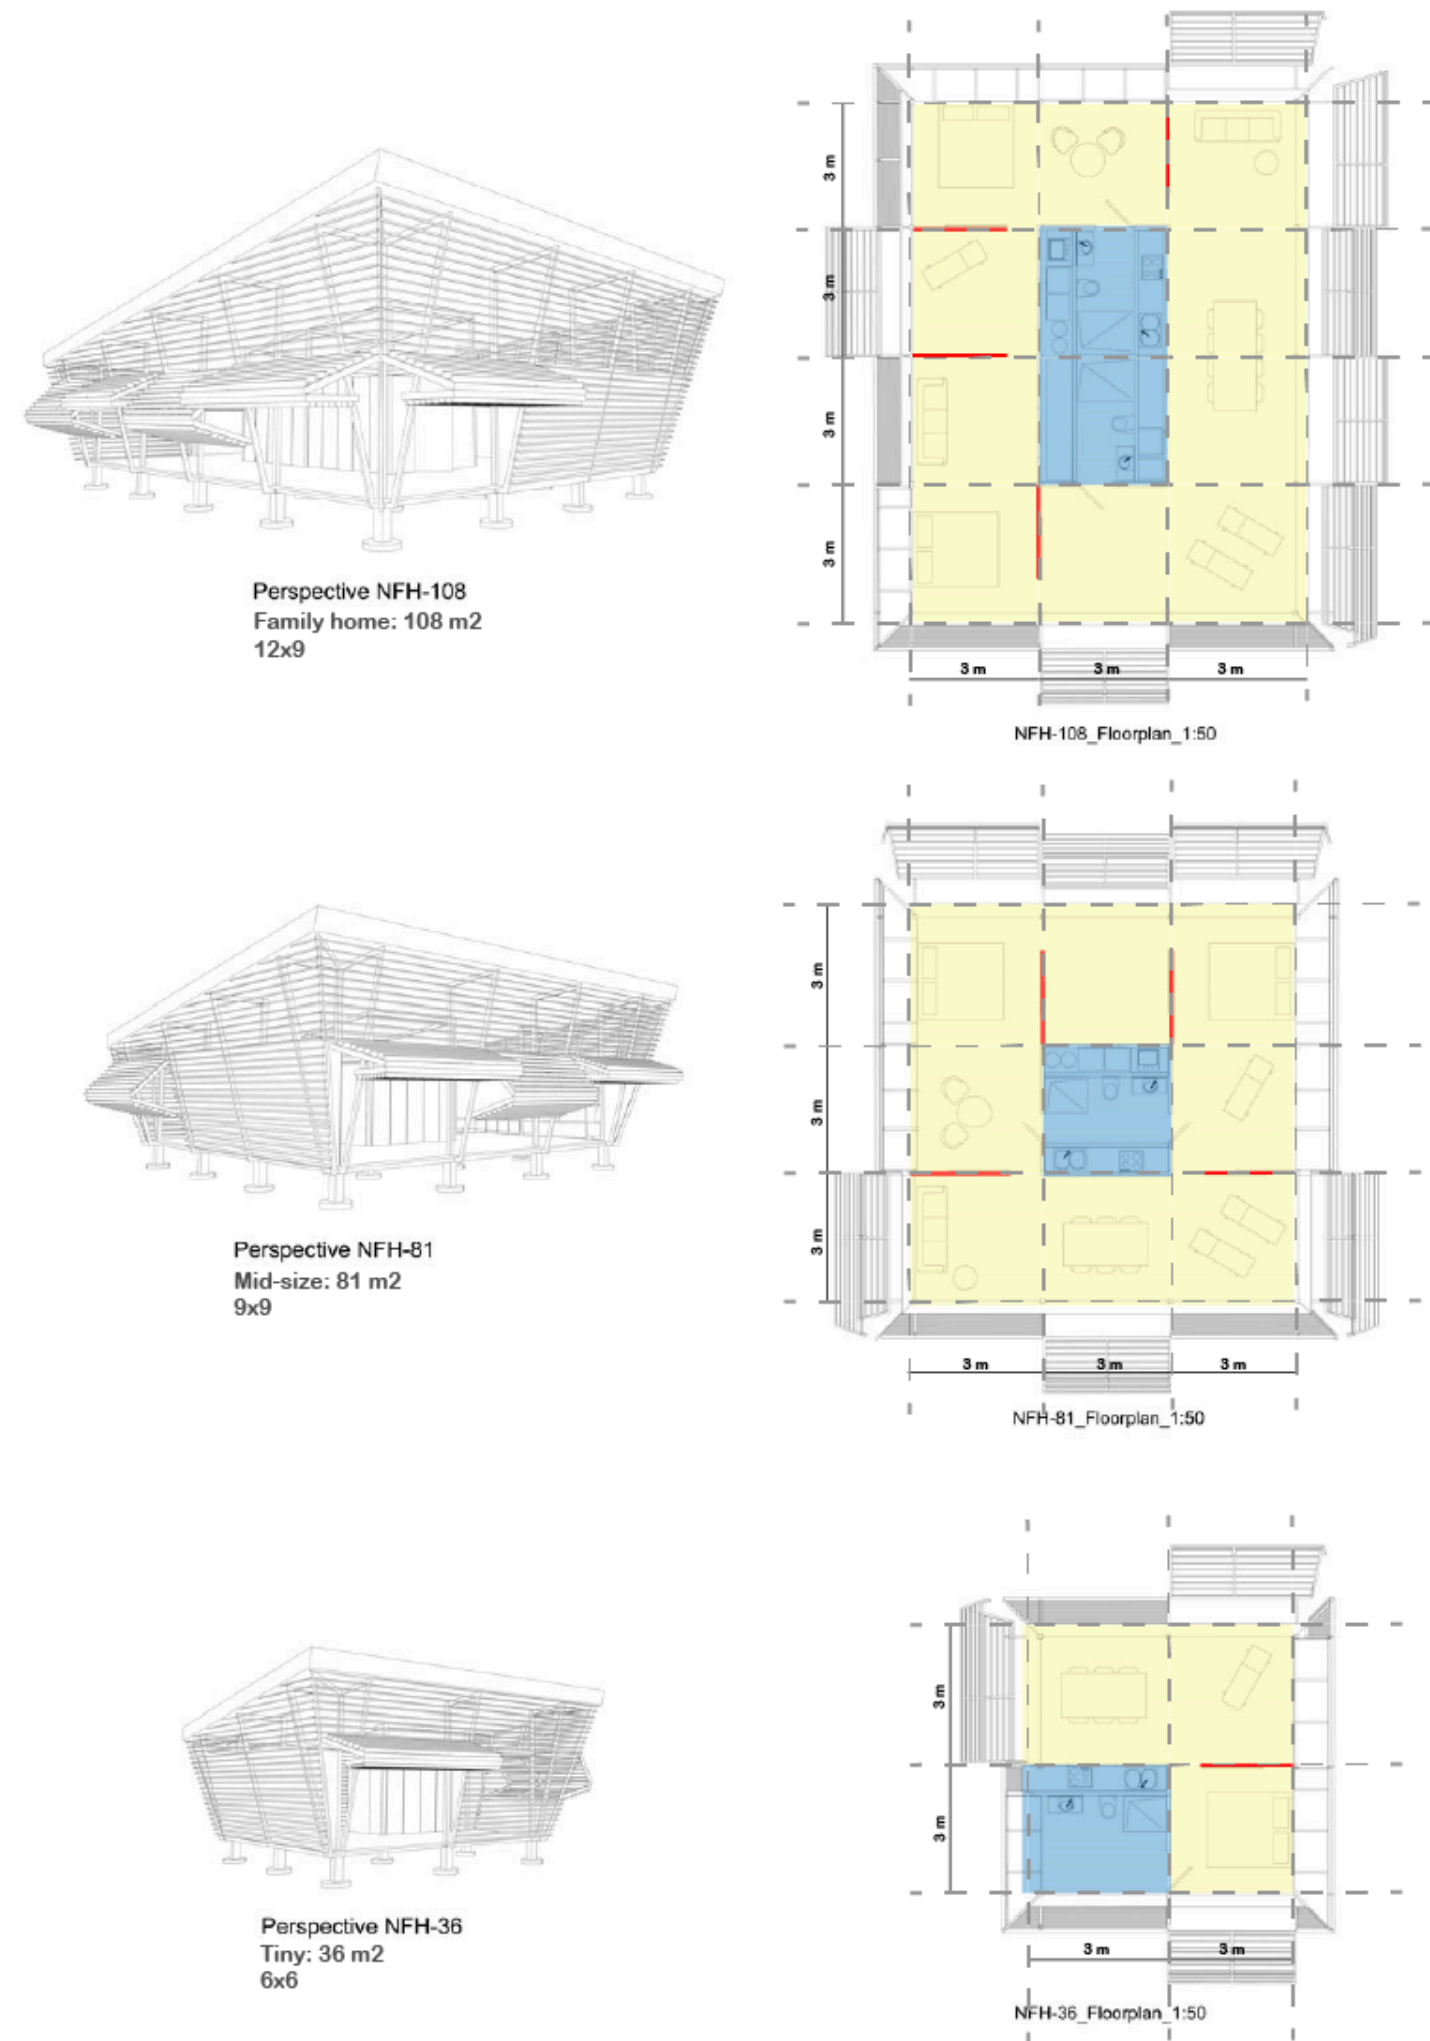 3 m
3 m
3 m
3 m
3 m 3 m 3 m
Perspective NFH-108
Family home: 108 m2
12x9
NFH-108_Floorplan_1:50
3 m
3 m
3 m
3 m 3 m 3 m
Perspective NFH-81
Mid-size: 81 m2
9x9
NFH-81_Floorplan_1:50
3 m
3 m
3 m 3 m
Perspective NFH-36
Tiny: 36 m2
6x6
NFH-36_Floorplan_1:50